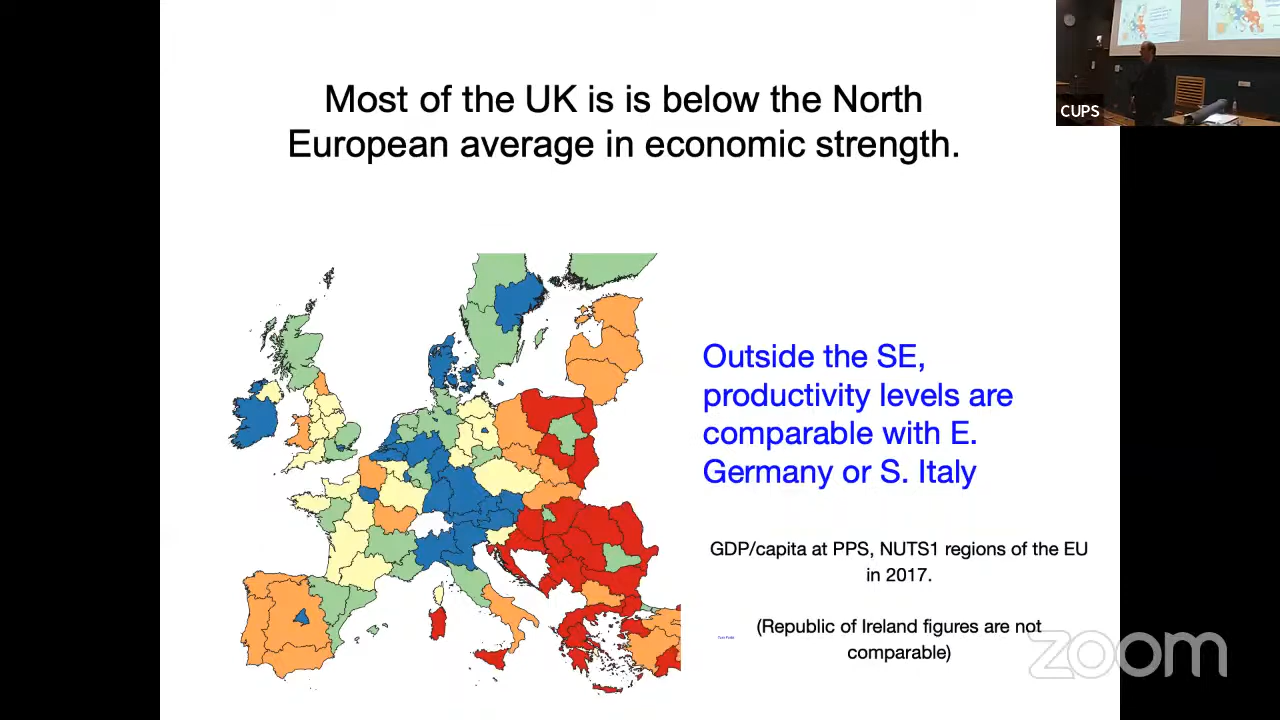 Most of the UK is is below the North
European average in economic strength.
CUPS
Outside the SE,
productivity levels are
comparable with E.
Germany or S. Italy
GDP/capita at PPS, NUTS1 regions of the EU
in 2017.
(Republic of Ireland figures are not
comparable)
zoom